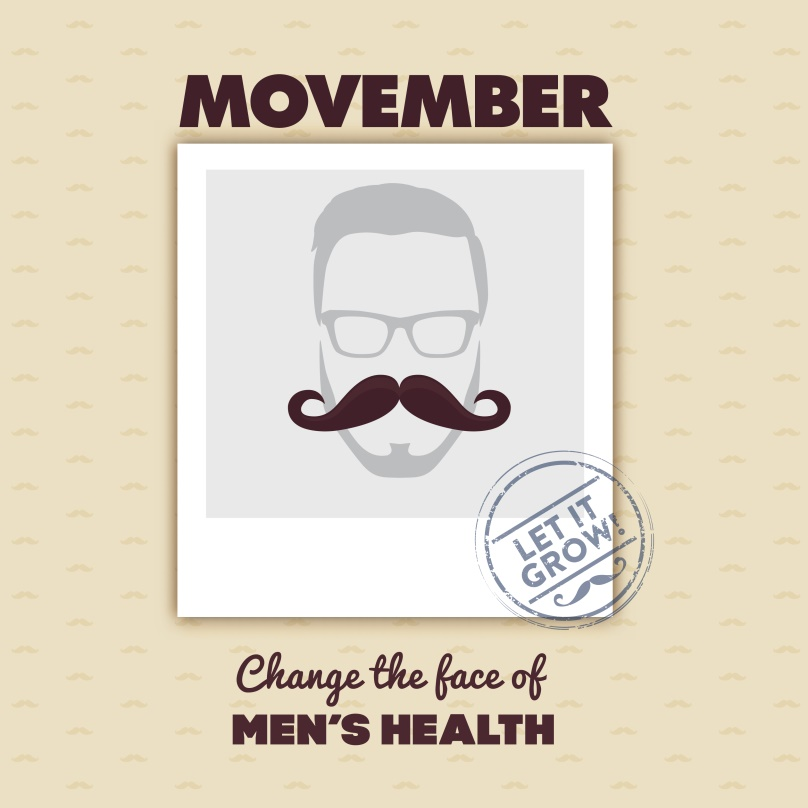 MOVEMBER
LET IT
GROW!
Change the face of
MEN'S HEALTH